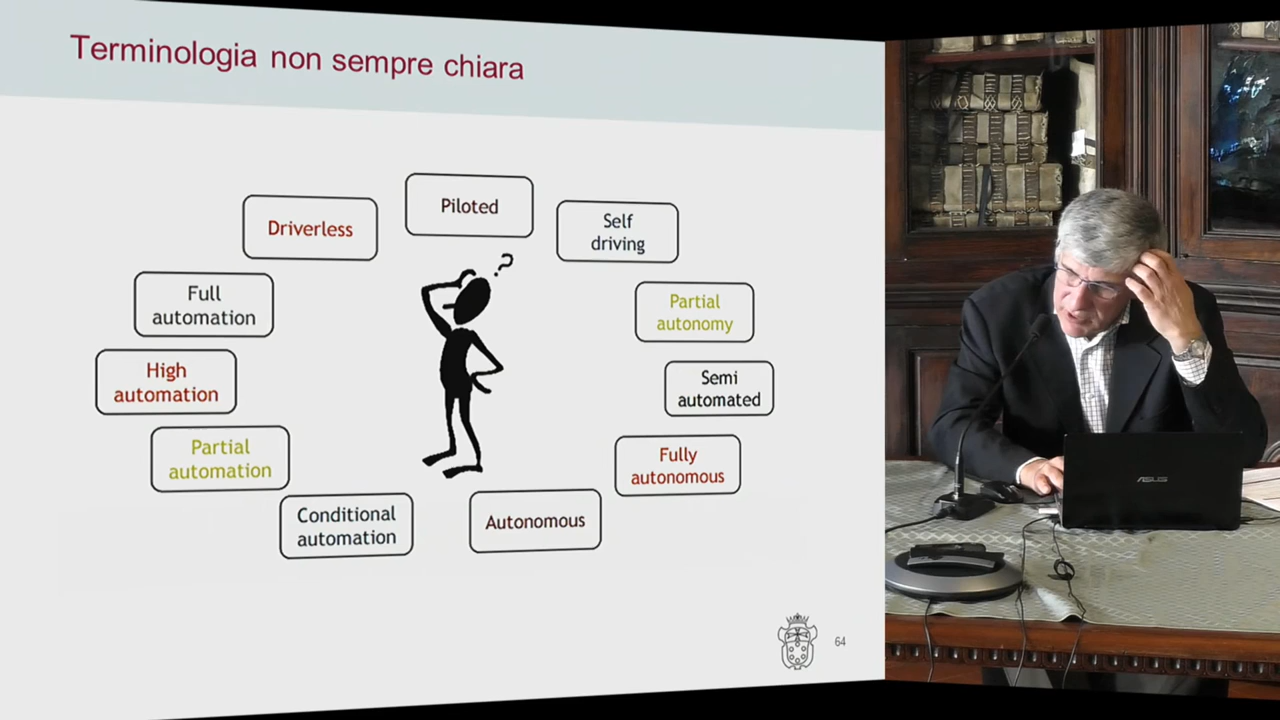 Terminologia non sempre chiara
Piloted
Driverless
Self
driving
Full
automation
Partial
autonomy
High
automation
Semi
automated
Partial
automation
Fully
autonomous
Conditional
automation
Autonomous
64
ASUS